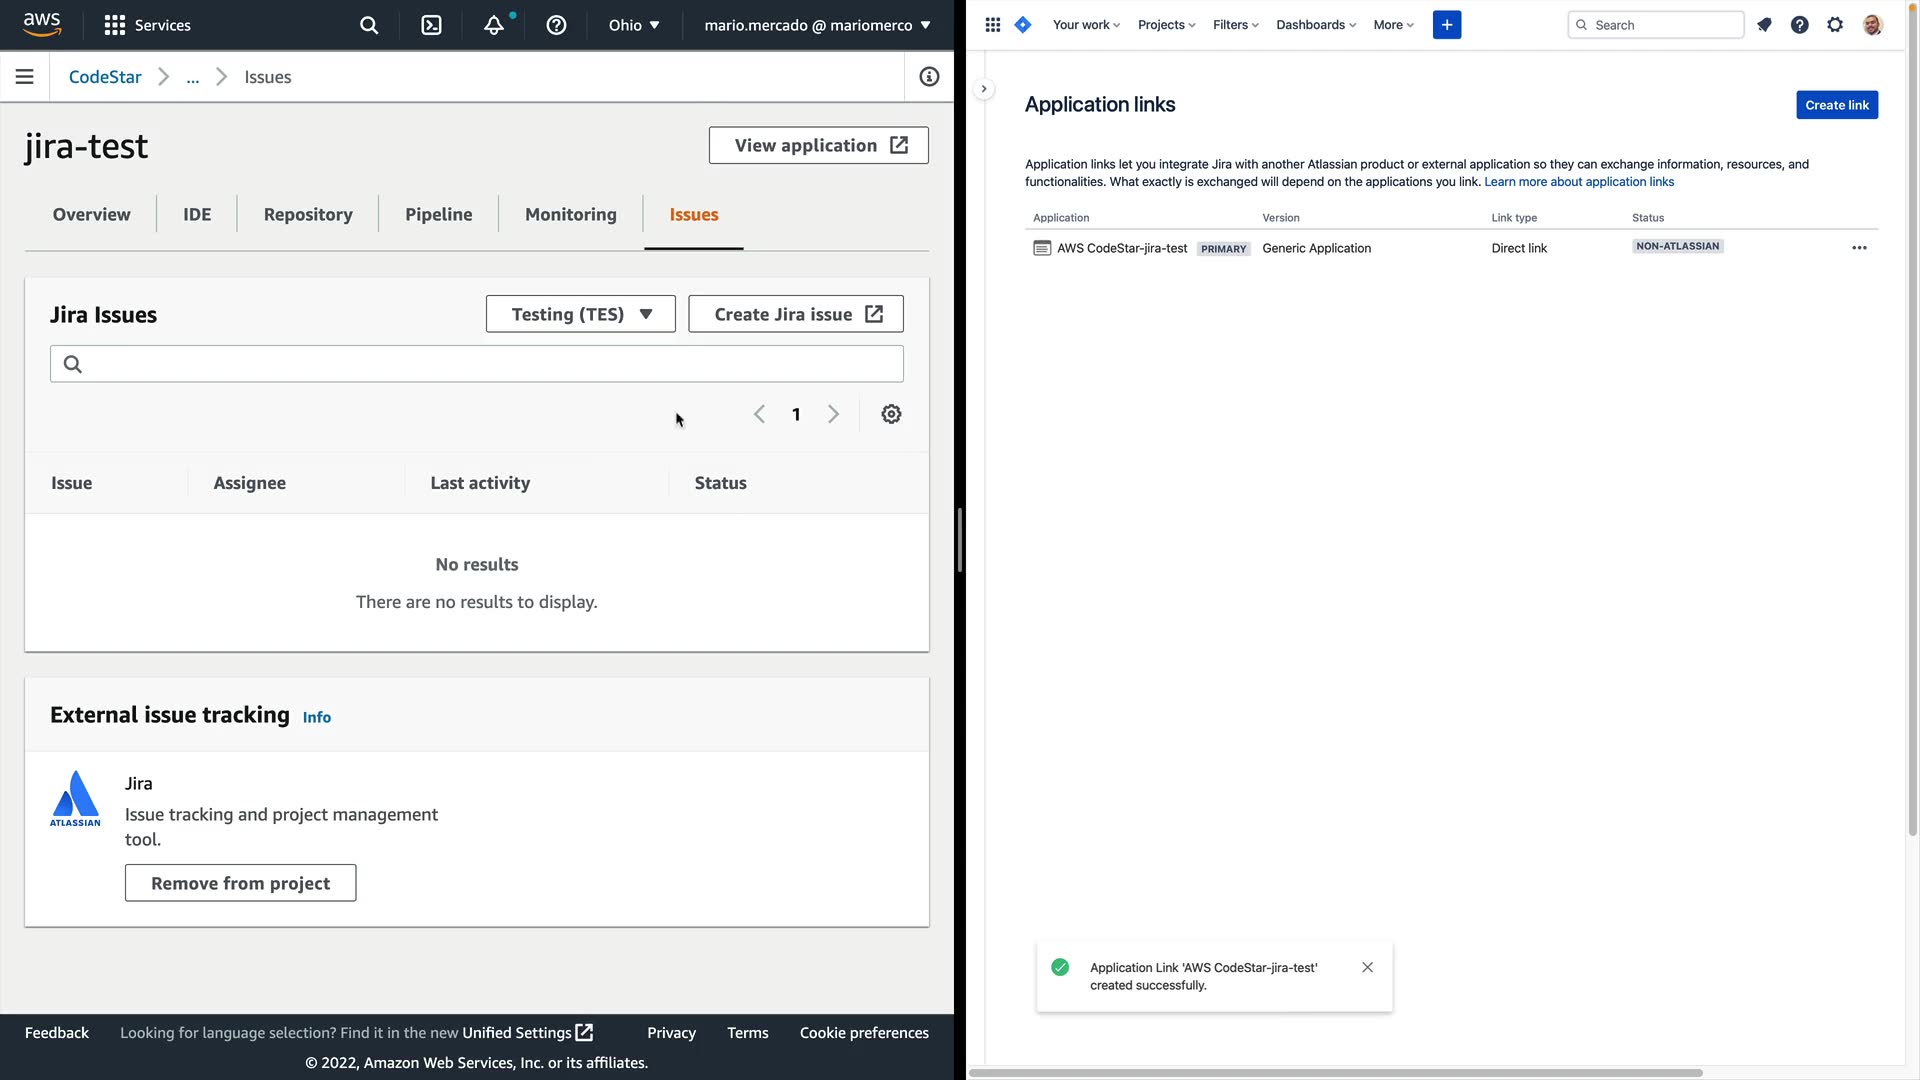 aws
Services
Ohio
mario.mercado @ mariomerco
CodeStar
...
Issues
jira-test
View application
Overview
IDE
Repository
Pipeline
Monitoring
Issues
Jira Issues
Testing (TES)
Create Jira issue
1
Issue
Assignee
Last activity
Status
No results
There are no results to display.
External issue tracking Info
ATLASSIAN
Jira
Issue tracking and project management
tool.
Remove from project
Feedback
Looking for language selection? Find it in the new Unified Settings
Privacy
Terms
Cookie preferences
© 2022, Amazon Web Services, Inc. or its affiliates.
Your work
Projects
Filters
Dashboards
More
Search
Application links
Create link
Application links let you integrate Jira with another Atlassian product or external application so they can exchange information, resources, and
functionalities. What exactly is exchanged will depend on the applications you link. Learn more about application links
Application
Version
Link type
Status
AWS CodeStar-jira-test PRIMARY
Generic Application
Direct link
NON-ATLASSIAN
Application Link 'AWS CodeStar-jira-test'
created successfully.